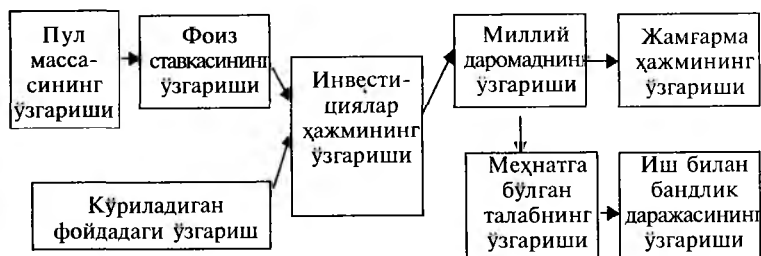 Пул
масса-
сининг
ўзгариши
Фоиз
ставкасининг
ўзгариши
Инвести-
циялар
ҳажмининг
ўзгариши
Миллий
даромаднинг
ўзгариши
Жамғарма
ҳажмининг
ўзгариши
Кўриладиган
фойдадаги ўзгариш
Меҳнатга
бўлган
талабнинг
ўзгариши
Иш билан
бандлик
даражасининг
ўзгариши